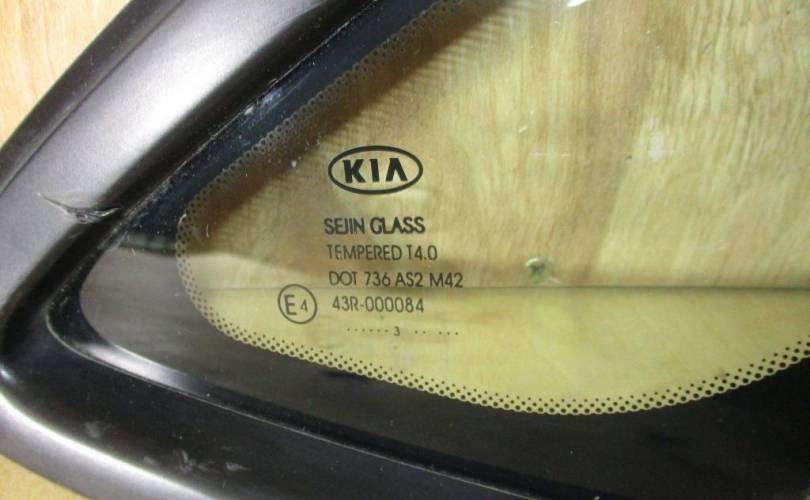 KIA
SEJIN GLASS
TEMPERED T4.0
DOT 736 AS2 M42
E4 43R-000084
...... 3 .. ...